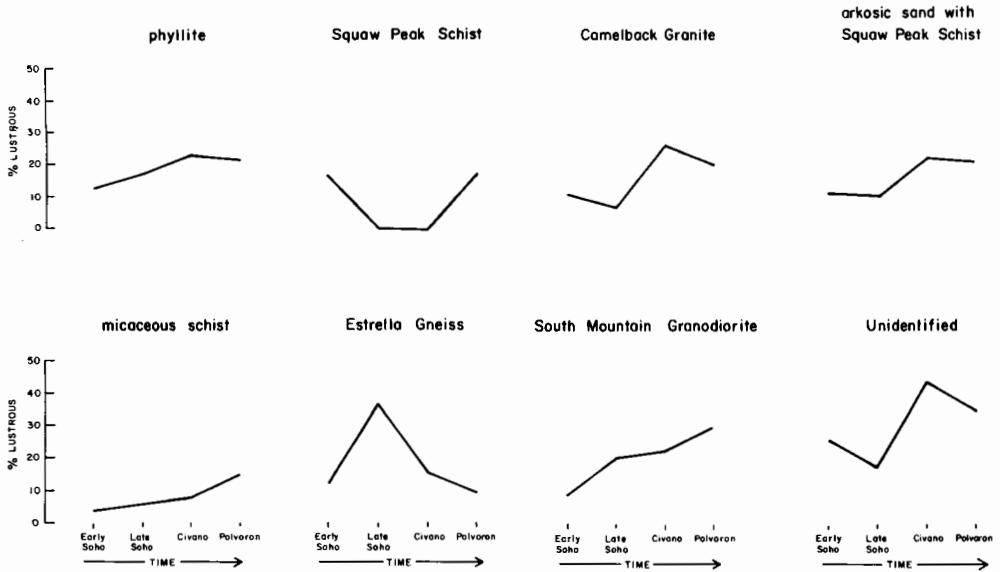 phyllite
Squaw Peak Schist
Camelback Granite
arkosic sand with
Squaw Peak Schist
% LUSTROUS
50
40
30
20
10
0
micaceous schist
Estrella Gneiss
South Mountain Granodiorite
Unidentified
% LUSTROUS
50
40
30
20
10
0
Early
Soho
Late
Soho
Civano
Polvoron
TIME
Early
Soho
Late
Soho
Civano
Polvoron
TIME
Early
Soho
Late
Soho
Civano
Polvoron
TIME
Early
Soho
Late
Soho
Civano
Polvoron
TIME